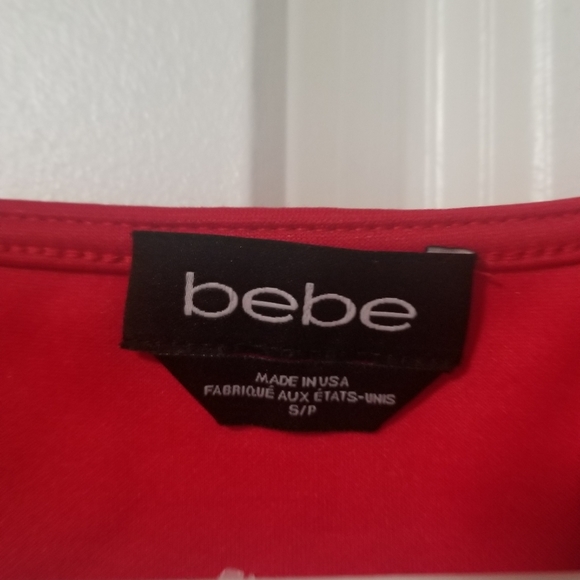 bebe
MADE IN USA
FABRIQUÉ AUX ÉTATS-UNIS
S/P